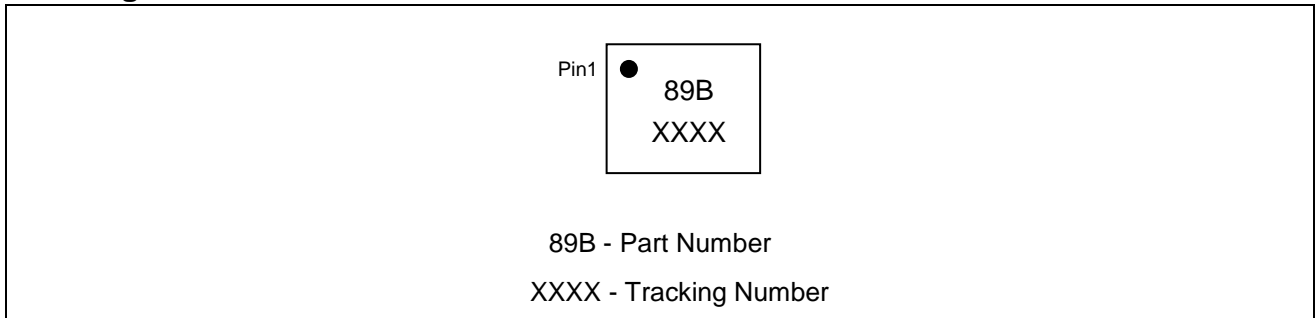 Pin1
89B
XXXX
89B - Part Number
XXXX - Tracking Number